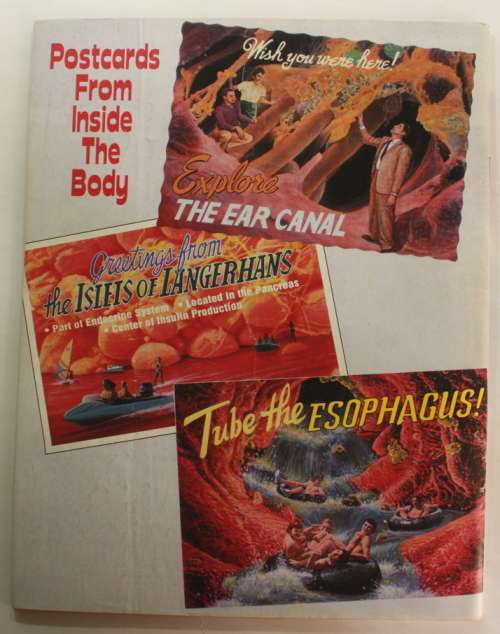 Postcards
From
Inside
The
Body
Wish you were here!
Explore
THE EAR CANAL
Greetings from
the ISLETS OF LANGERHANS
• Part of Endocrine System • Located in the Pancreas
• Center of Insulin Production
Tube the ESOPHAGUS!